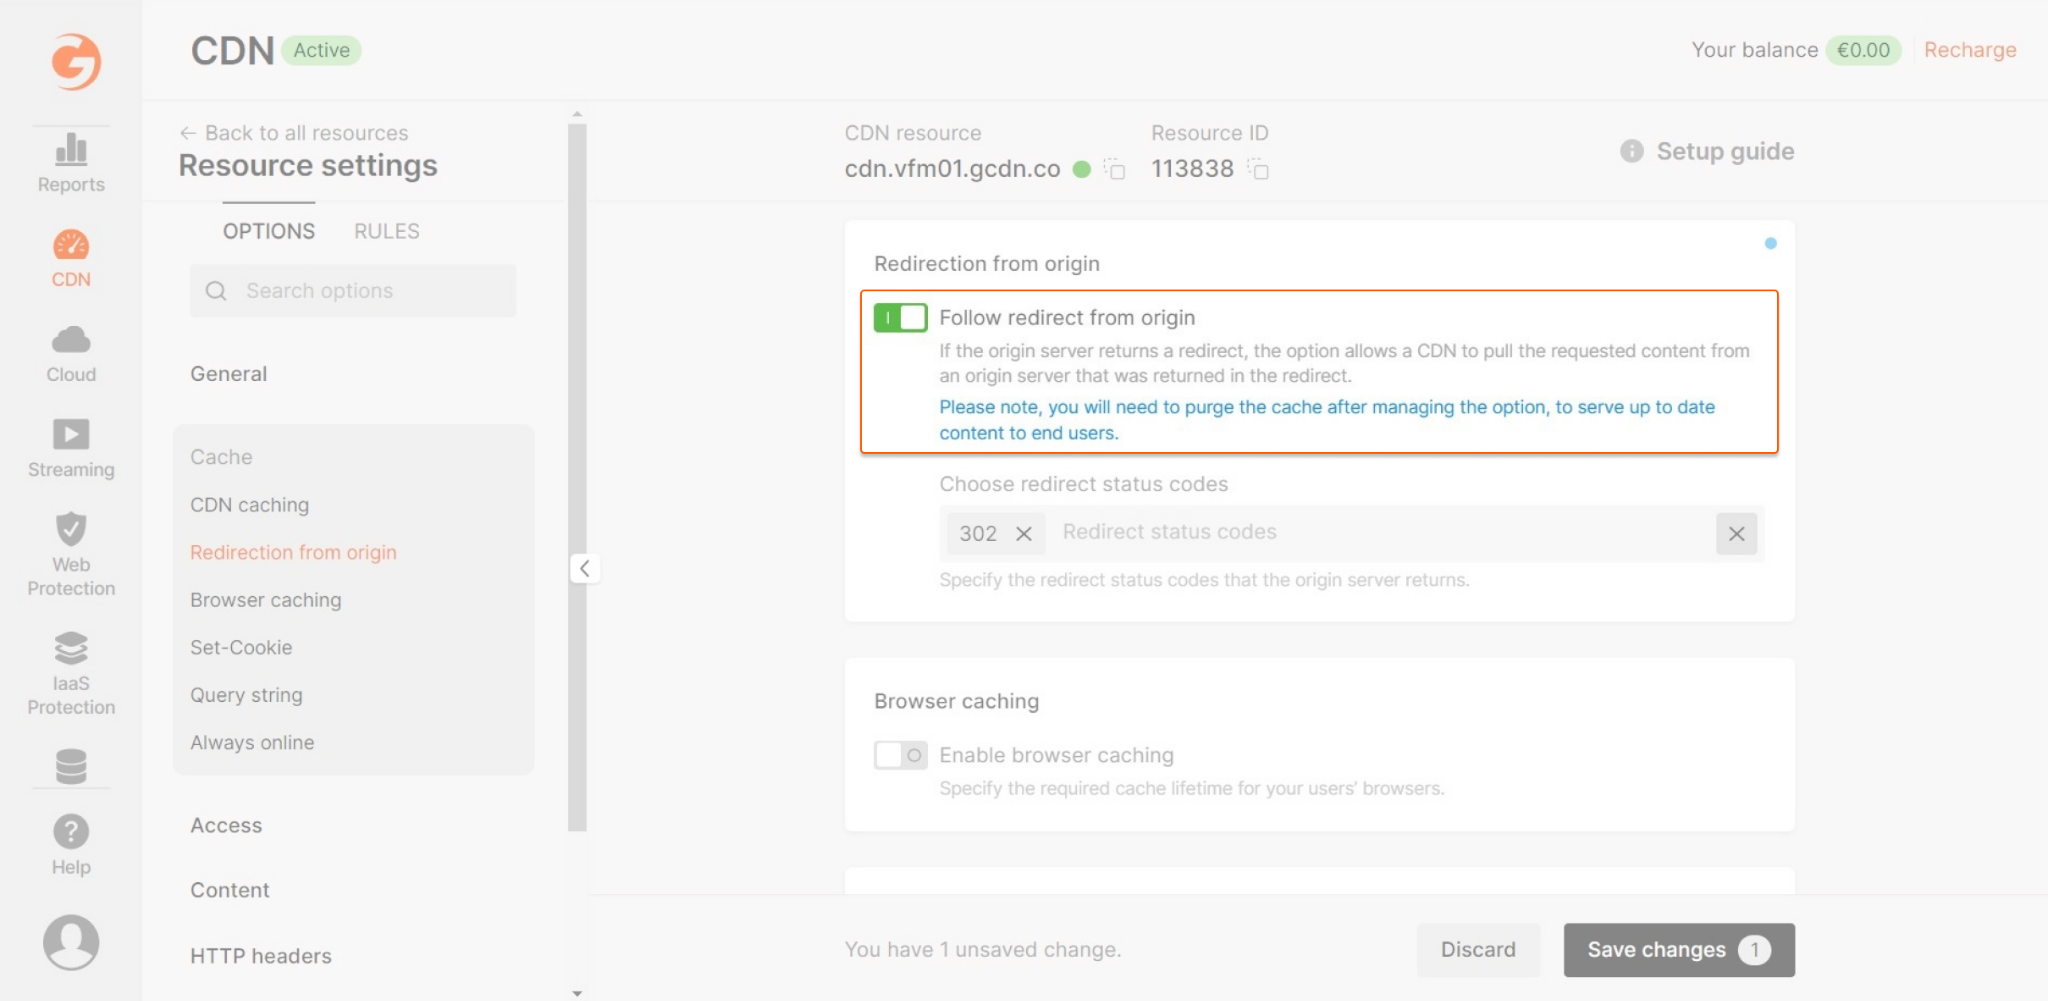 CDN Active
Your balance €0.00 Recharge
Reports
CDN
Cloud
Streaming
Web
Protection
IaaS
Protection
Help
← Back to all resources
Resource settings
OPTIONS RULES
Search options
General
Cache
CDN caching
Redirection from origin
Browser caching
Set-Cookie
Query string
Always online
Access
Content
HTTP headers
CDN resource
cdn.vfm01.gcdn.co
Resource ID
113838
Setup guide
Redirection from origin
Follow redirect from origin
If the origin server returns a redirect, the option allows a CDN to pull the requested content from
an origin server that was returned in the redirect.
Please note, you will need to purge the cache after managing the option, to serve up to date
content to end users.
Choose redirect status codes
302 Redirect status codes
Specify the redirect status codes that the origin server returns.
Browser caching
Enable browser caching
Specify the required cache lifetime for your users' browsers.
You have 1 unsaved change.
Discard
Save changes 1